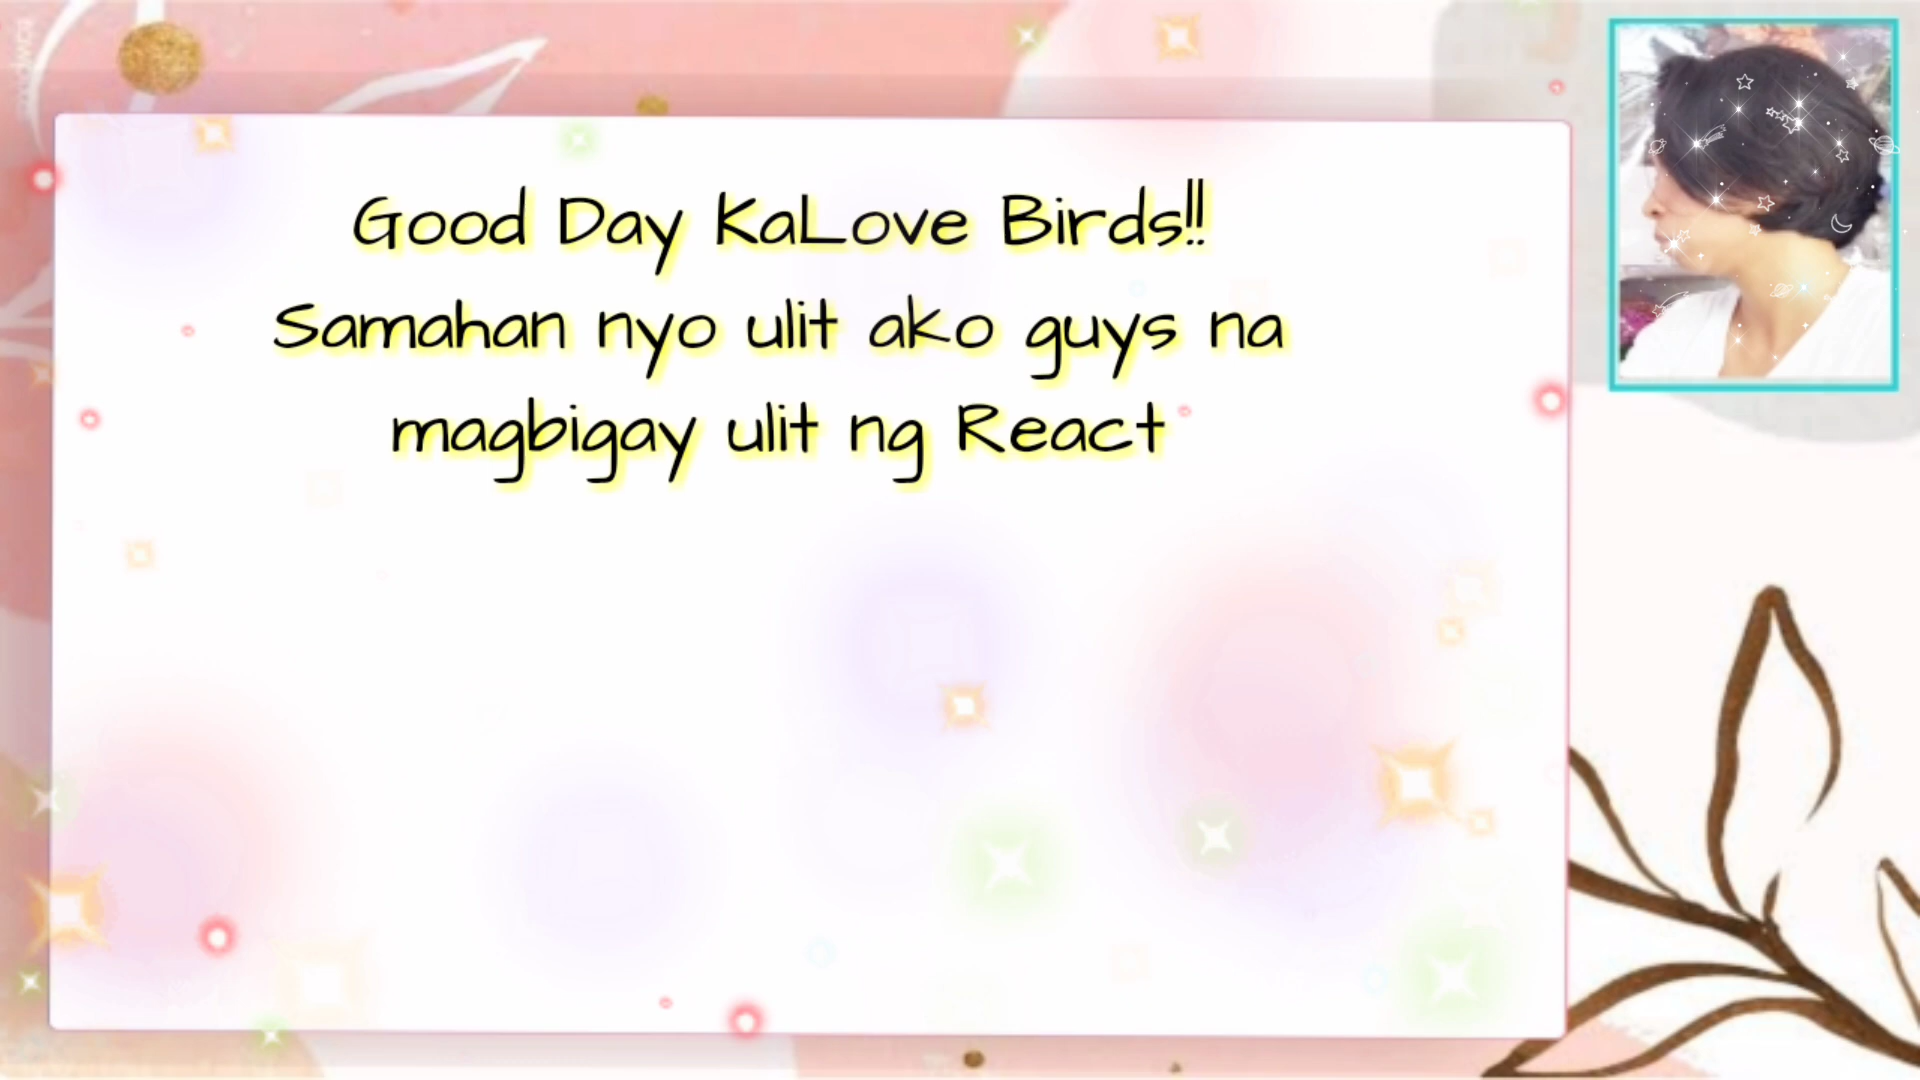 Good Day KaLove Birds!!
Samahan nyo ulit ako guys na
magbigay ulit ng React